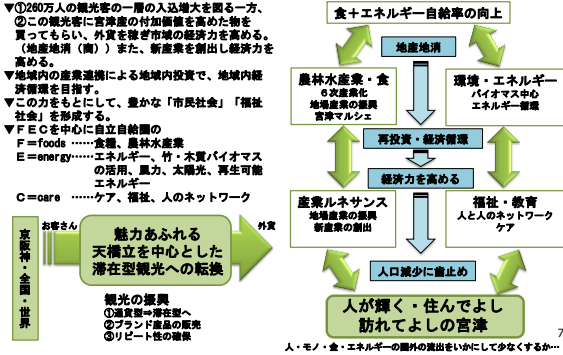 ▼①260万人の観光客の一層の入込増大を図る一方、
②この観光客に宮津産の付加価値を高めた物を
買ってもらい、外貨を稼ぎ市域の経済力を高める。
（地産地消（商））また、新産業を創出し経済力を
高める。
▼地域内の産業連携による地域内投資で、地域内経
済循環を目指す。
▼この力をもとにして、豊かな「市民社会」「福祉
社会」を形成する。
▼ＦＥＣを中心に自立自給圏の
Ｆ＝foods ……食糧、農林水産業
Ｅ＝energy……エネルギー、竹・木質バイオマス
の活用、風力、太陽光、再生可能
エネルギー
Ｃ＝care ……ケア、福祉、人のネットワーク
京阪神・全国・世界
お客さん
魅力あふれる
天橋立を中心とした
滞在型観光への転換
外貨
観光の振興
①通貨型⇒滞在型へ
②ブランド産品の販売
③リピート性の確保
食＋エネルギー自給率の向上
地産地消
農林水産業・食
６次産業化
地場産業の振興
宮津マルシェ
環境・エネルギー
バイオマス中心
エネルギー循環
再投資・経済循環
経済力を高める
産業ルネサンス
地場産業の振興
新産業の創出
福祉・教育
人と人のネットワーク
ケア
人口減少に歯止め
人が輝く・住んでよし
訪れてよしの宮津
人・モノ・金・エネルギーの圏外の流出をいかにして少なくするか…
7